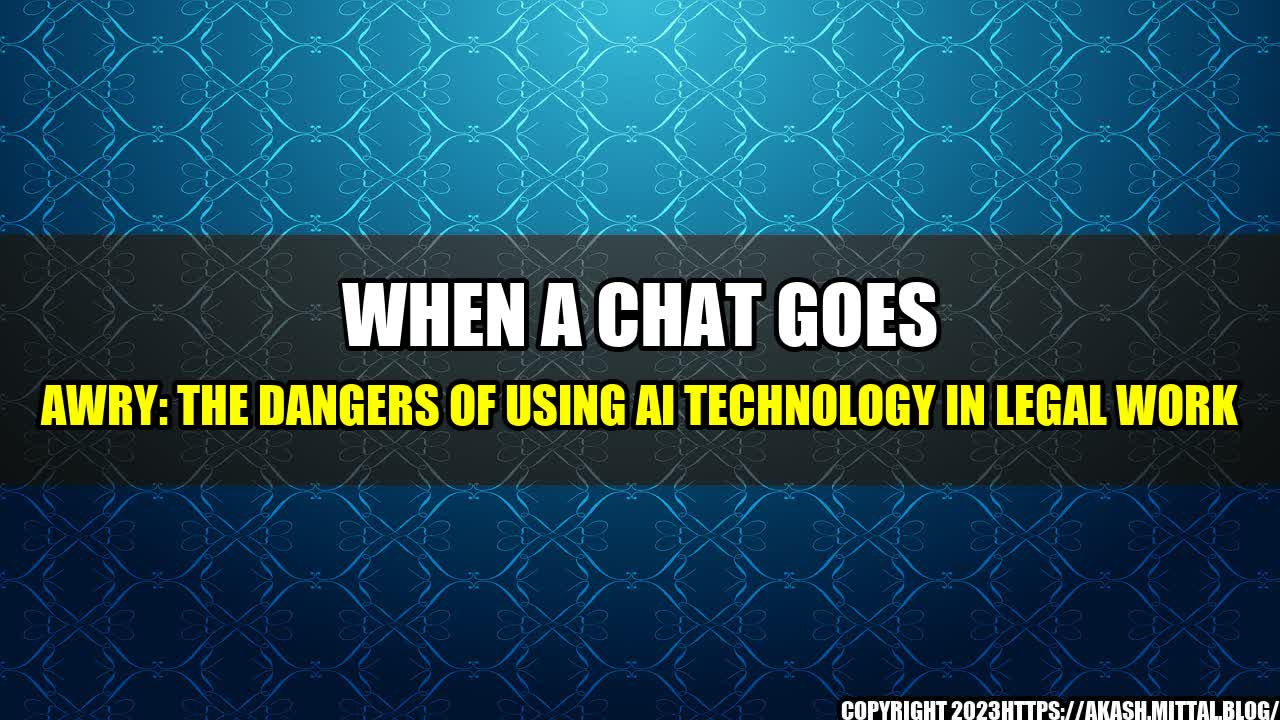 WHEN A CHAT GOES
AWRY: THE DANGERS OF USING AI TECHNOLOGY IN LEGAL WORK
COPYRIGHT 2023HTTPS://AKASH.MITTAL.BLOG/